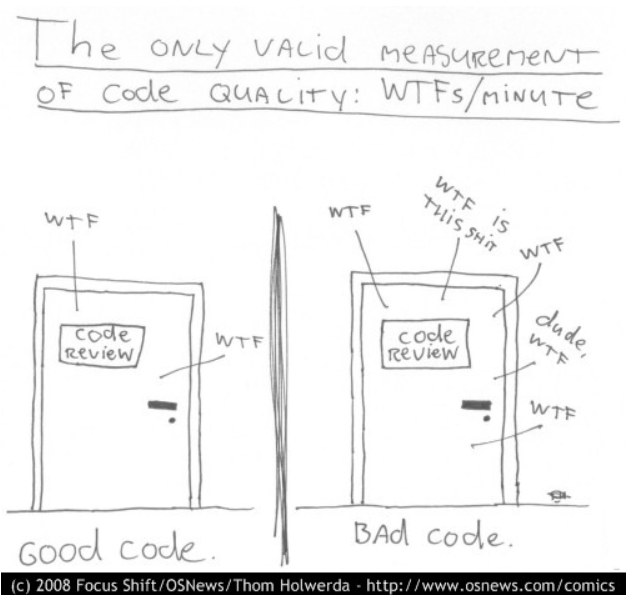 The only valid measurement
of code quality: WTFs/minute
WTF
code
review
WTF
Good code.
WTF
WTF is
this shit
WTF
code
review
dude,
WTF
WTF
BAd code.
(c) 2008 Focus Shift/OSNews/Thom Holwerda - http://www.osnews.com/comics